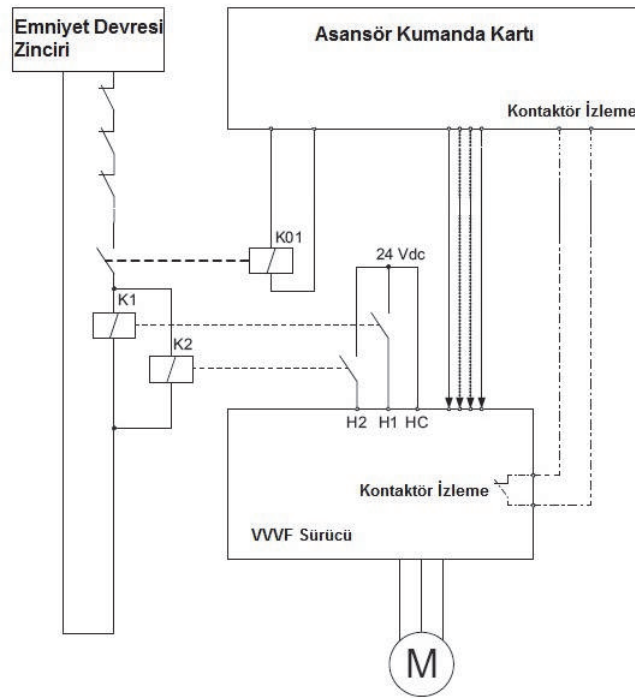 Emniyet Devresi
Zinciri
Asansör Kumanda Kartı
Kontaktör İzleme
K01
24 Vdc
K1
K2
H2 H1 HC
Kontaktör İzleme
VVVF Sürücü
M